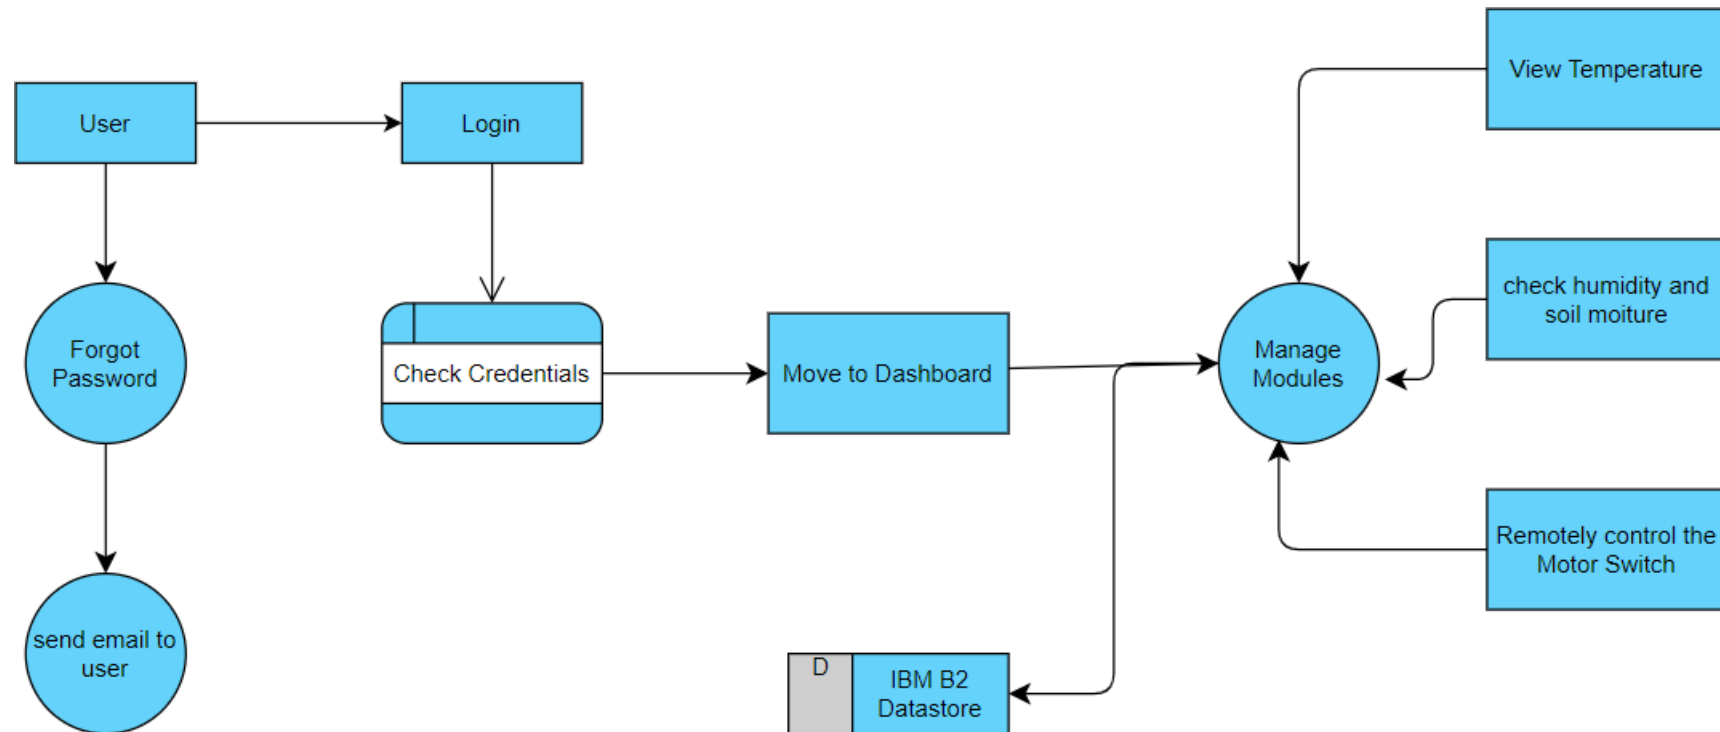 User
Login
View Temperature
Forgot
Password
Check Credentials
Move to Dashboard
Manage
Modules
check humidity and
soil moiture
send email to
user
D
IBM B2
Datastore
Remotely control the
Motor Switch